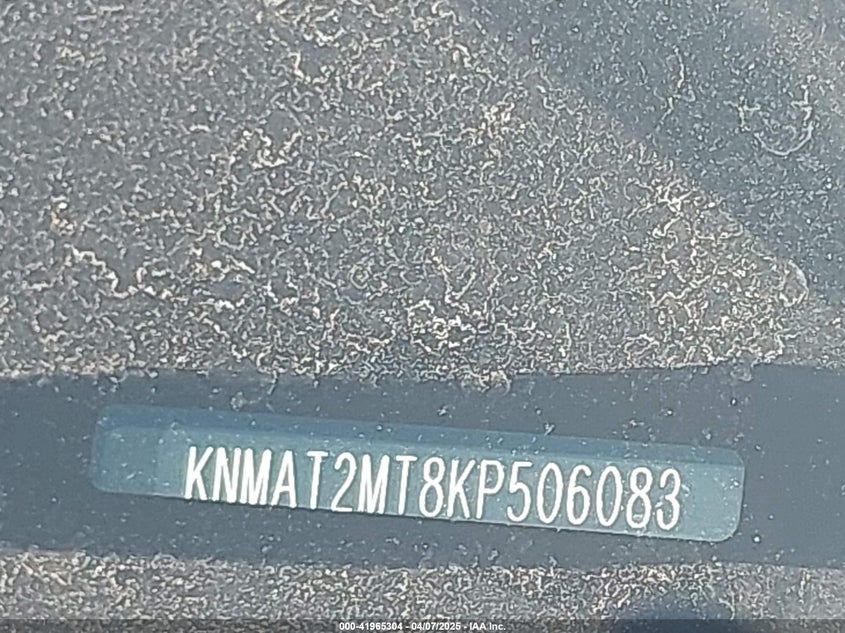 KNMAT2MT8KP506083
000-41965304 - 04/07/2025 - IAA Inc.